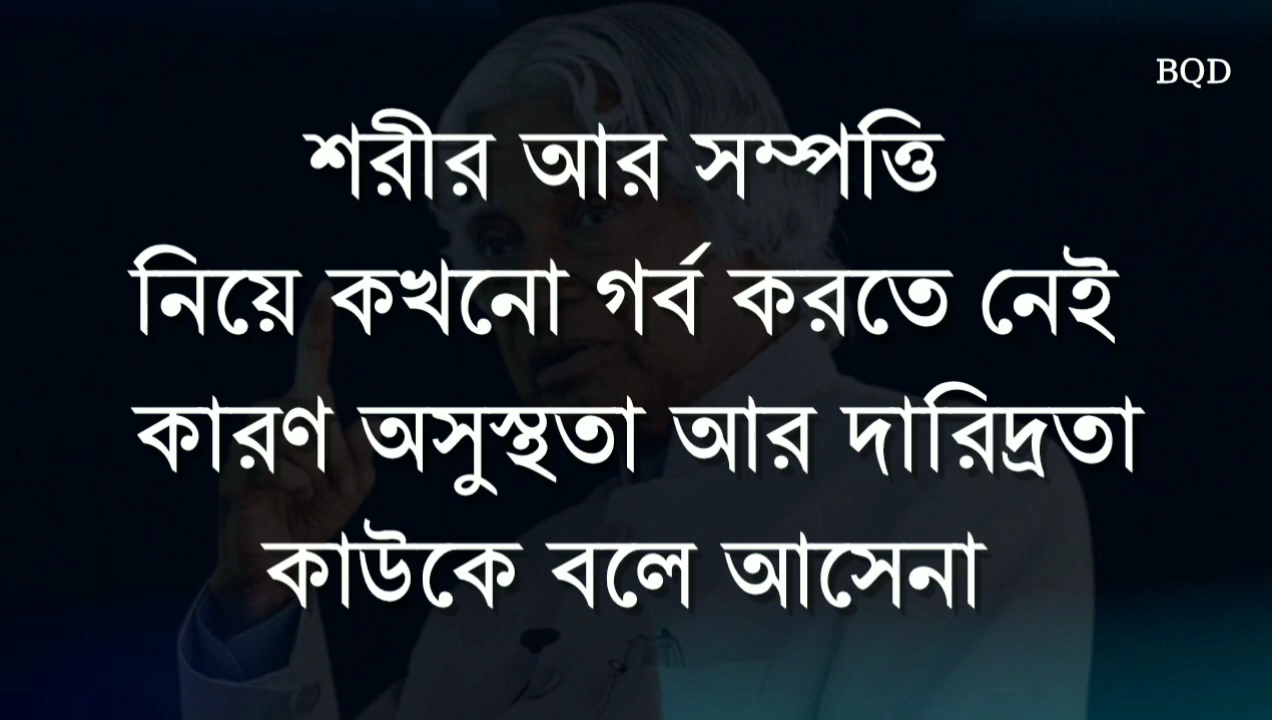 BQD
শরীর আর সম্পত্তি
নিয়ে কখনো গর্ব করতে নেই
কারণ অসুস্থতা আর দারিদ্রতা
কাউকে বলে আসেনা